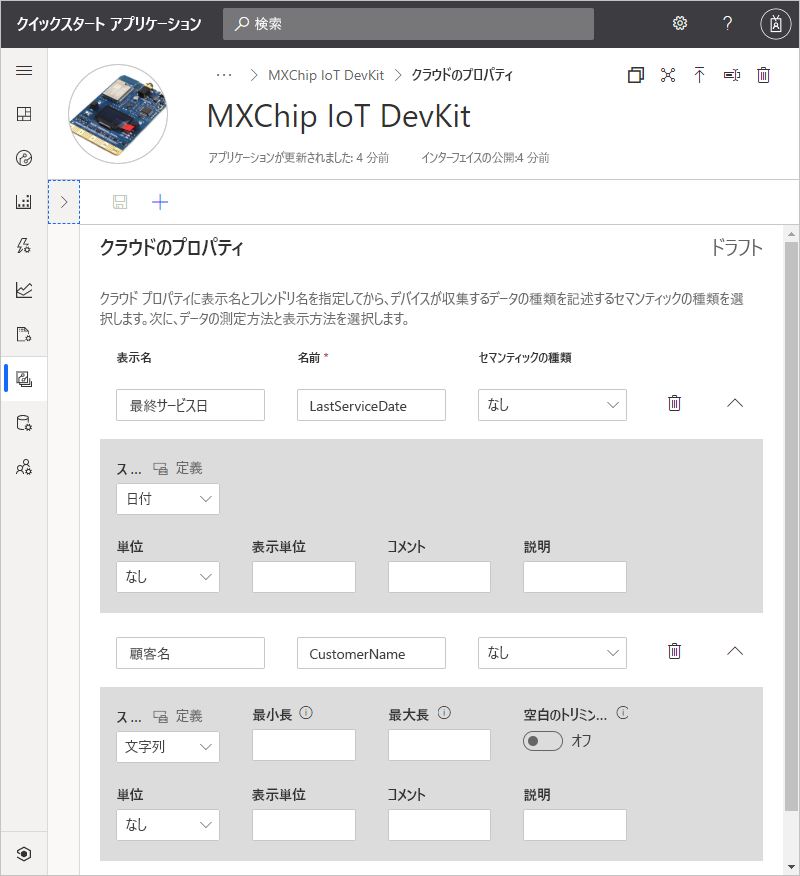 クイックスタート アプリケーション
検索
?
… > MXChip IoT DevKit > クラウドのプロパティ
MXChip IoT DevKit
アプリケーションが更新されました: 4 分前 インターフェイスの公開:4 分前
クラウドのプロパティ ドラフト
クラウド プロパティに表示名とフレンドリ名を指定してから、デバイスが収集するデータの種類を記述するセマンティックの種類を選
択します。次に、データの測定方法と表示方法を選択します。
表示名 名前 * セマンティックの種類
最終サービス日 LastServiceDate なし
ス ... 定義
日付
単位 表示単位 コメント 説明
なし
顧客名 CustomerName なし
ス ... 定義 最小長 最大長 空白のトリミン...
文字列 オフ
単位 表示単位 コメント 説明
なし